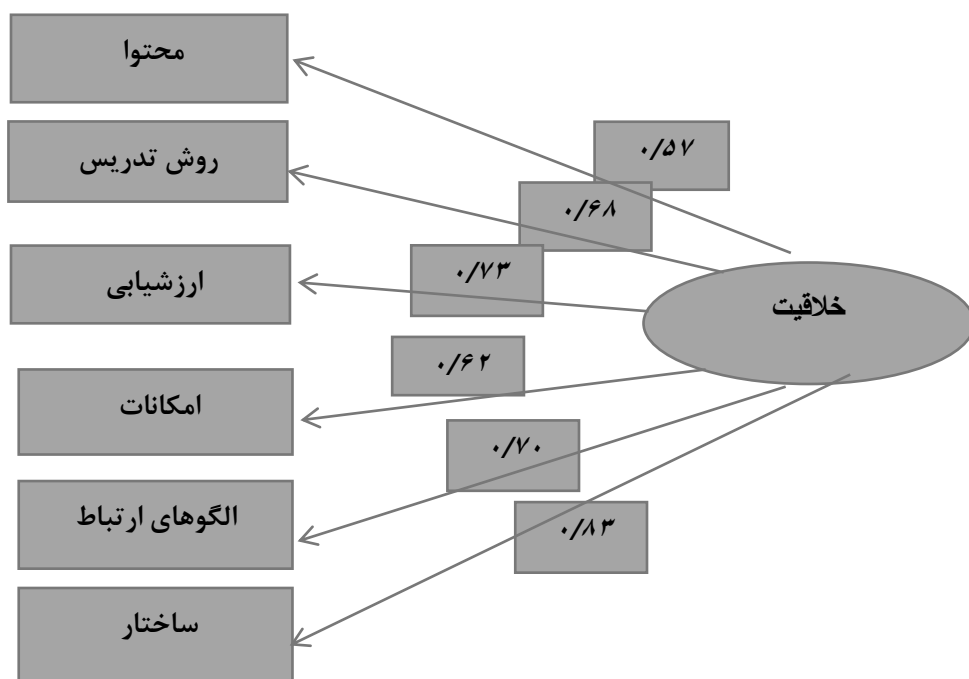 محتوا
۰/۵۷
روش تدریس
۰/۶۸
ارزشیابی
۰/۷۳
خلاقیت
۰/۶۲
امکانات
۰/۷۰
الگوهای ارتباط
۰/۸۳
ساختار